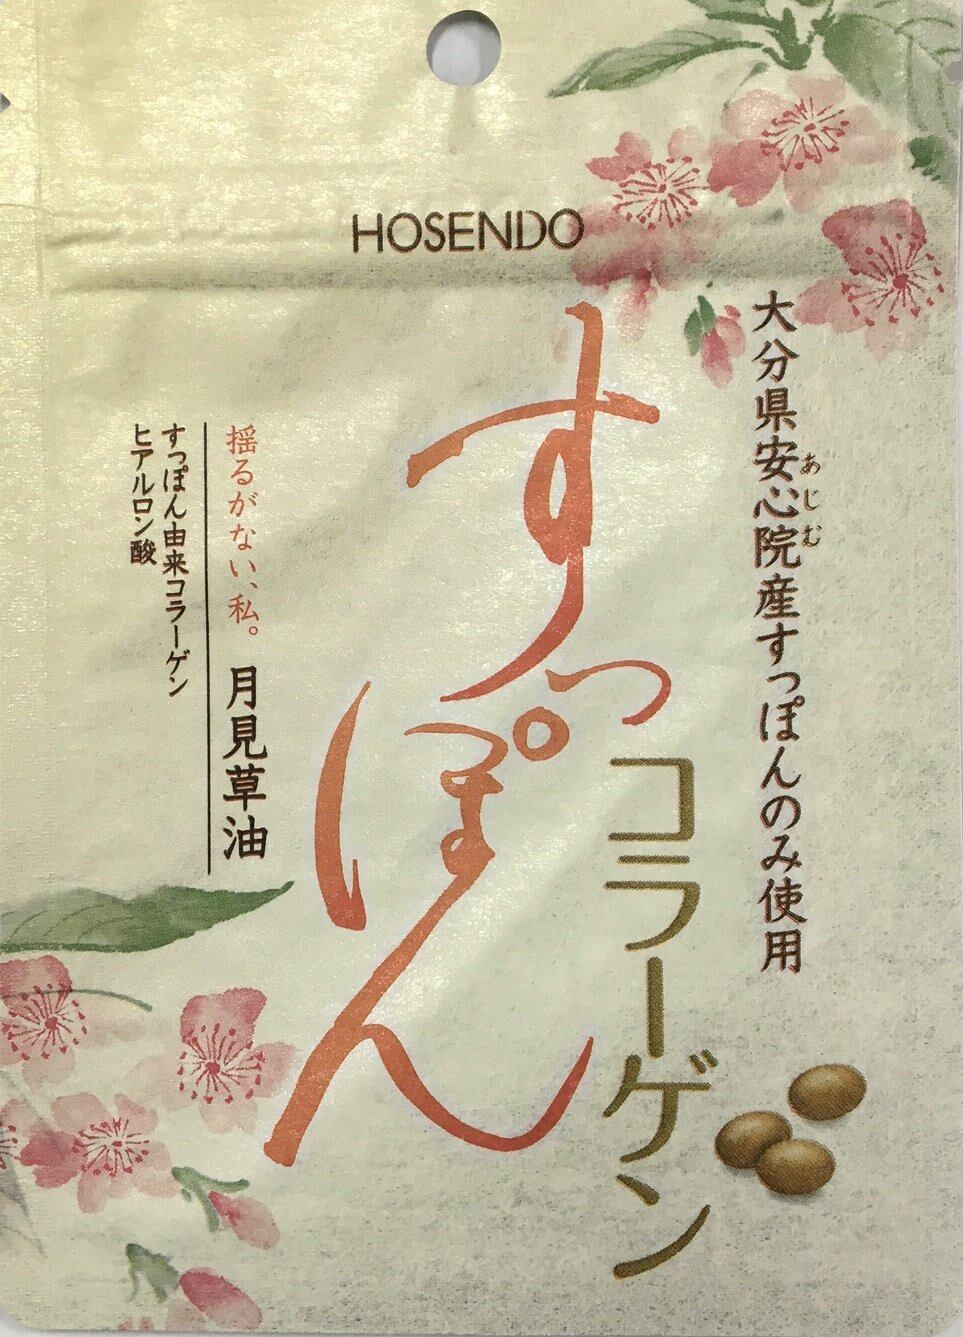 HOSENDO
大分県安心院産すっぽんのみ使用
あじむ
すっぽん
コラーゲン
揺るがない、私。 月見草油
すっぽん由来コラーゲン
ヒアルロン酸